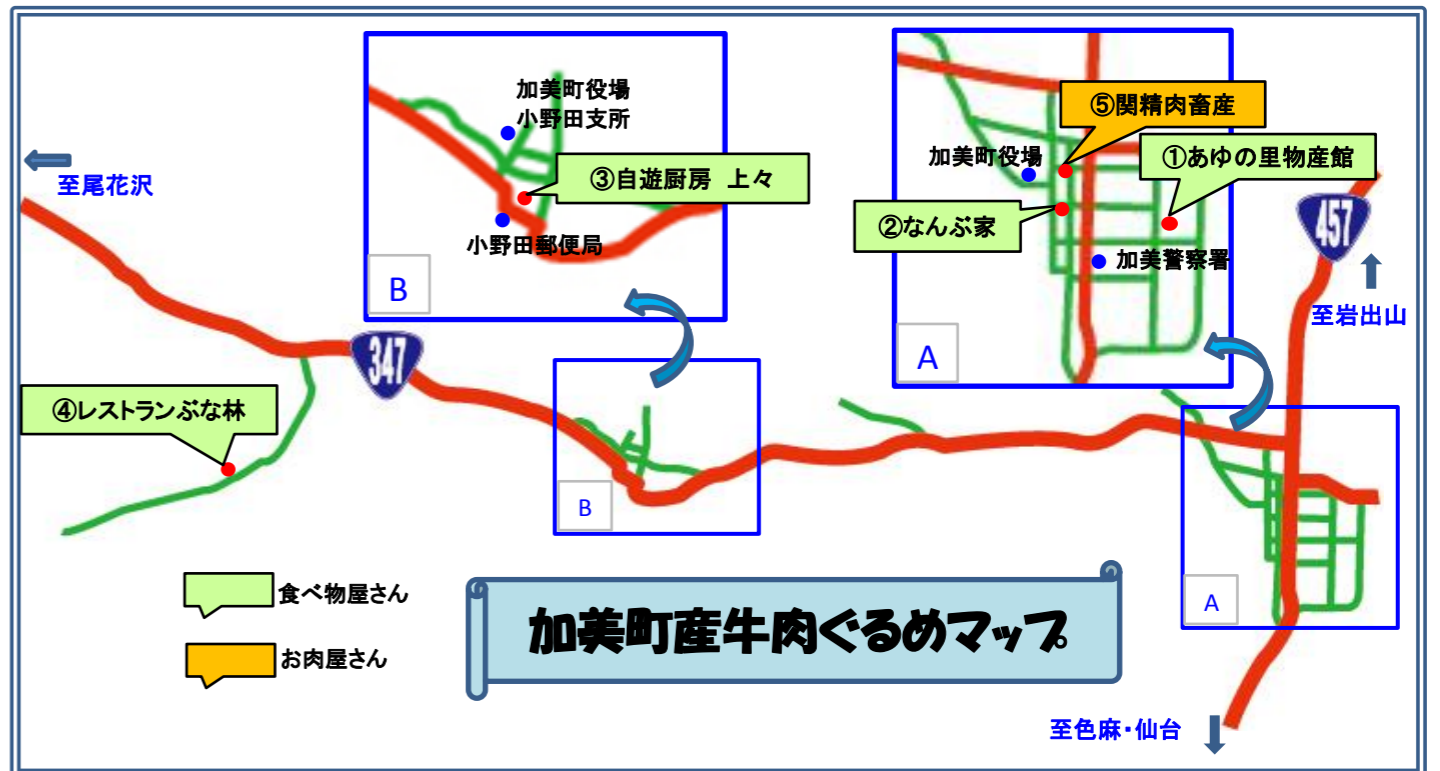 加美町役場
小野田支所
③自遊厨房 上々
小野田郵便局
B
⑤関精肉畜産
加美町役場
①あゆの里物産館
②なんぶ家
加美警察署
A
至尾花沢
457
至岩出山
347
④レストランぶな林
B
A
食べ物屋さん
お肉屋さん
加美町産牛肉ぐるめマップ
至色麻・仙台